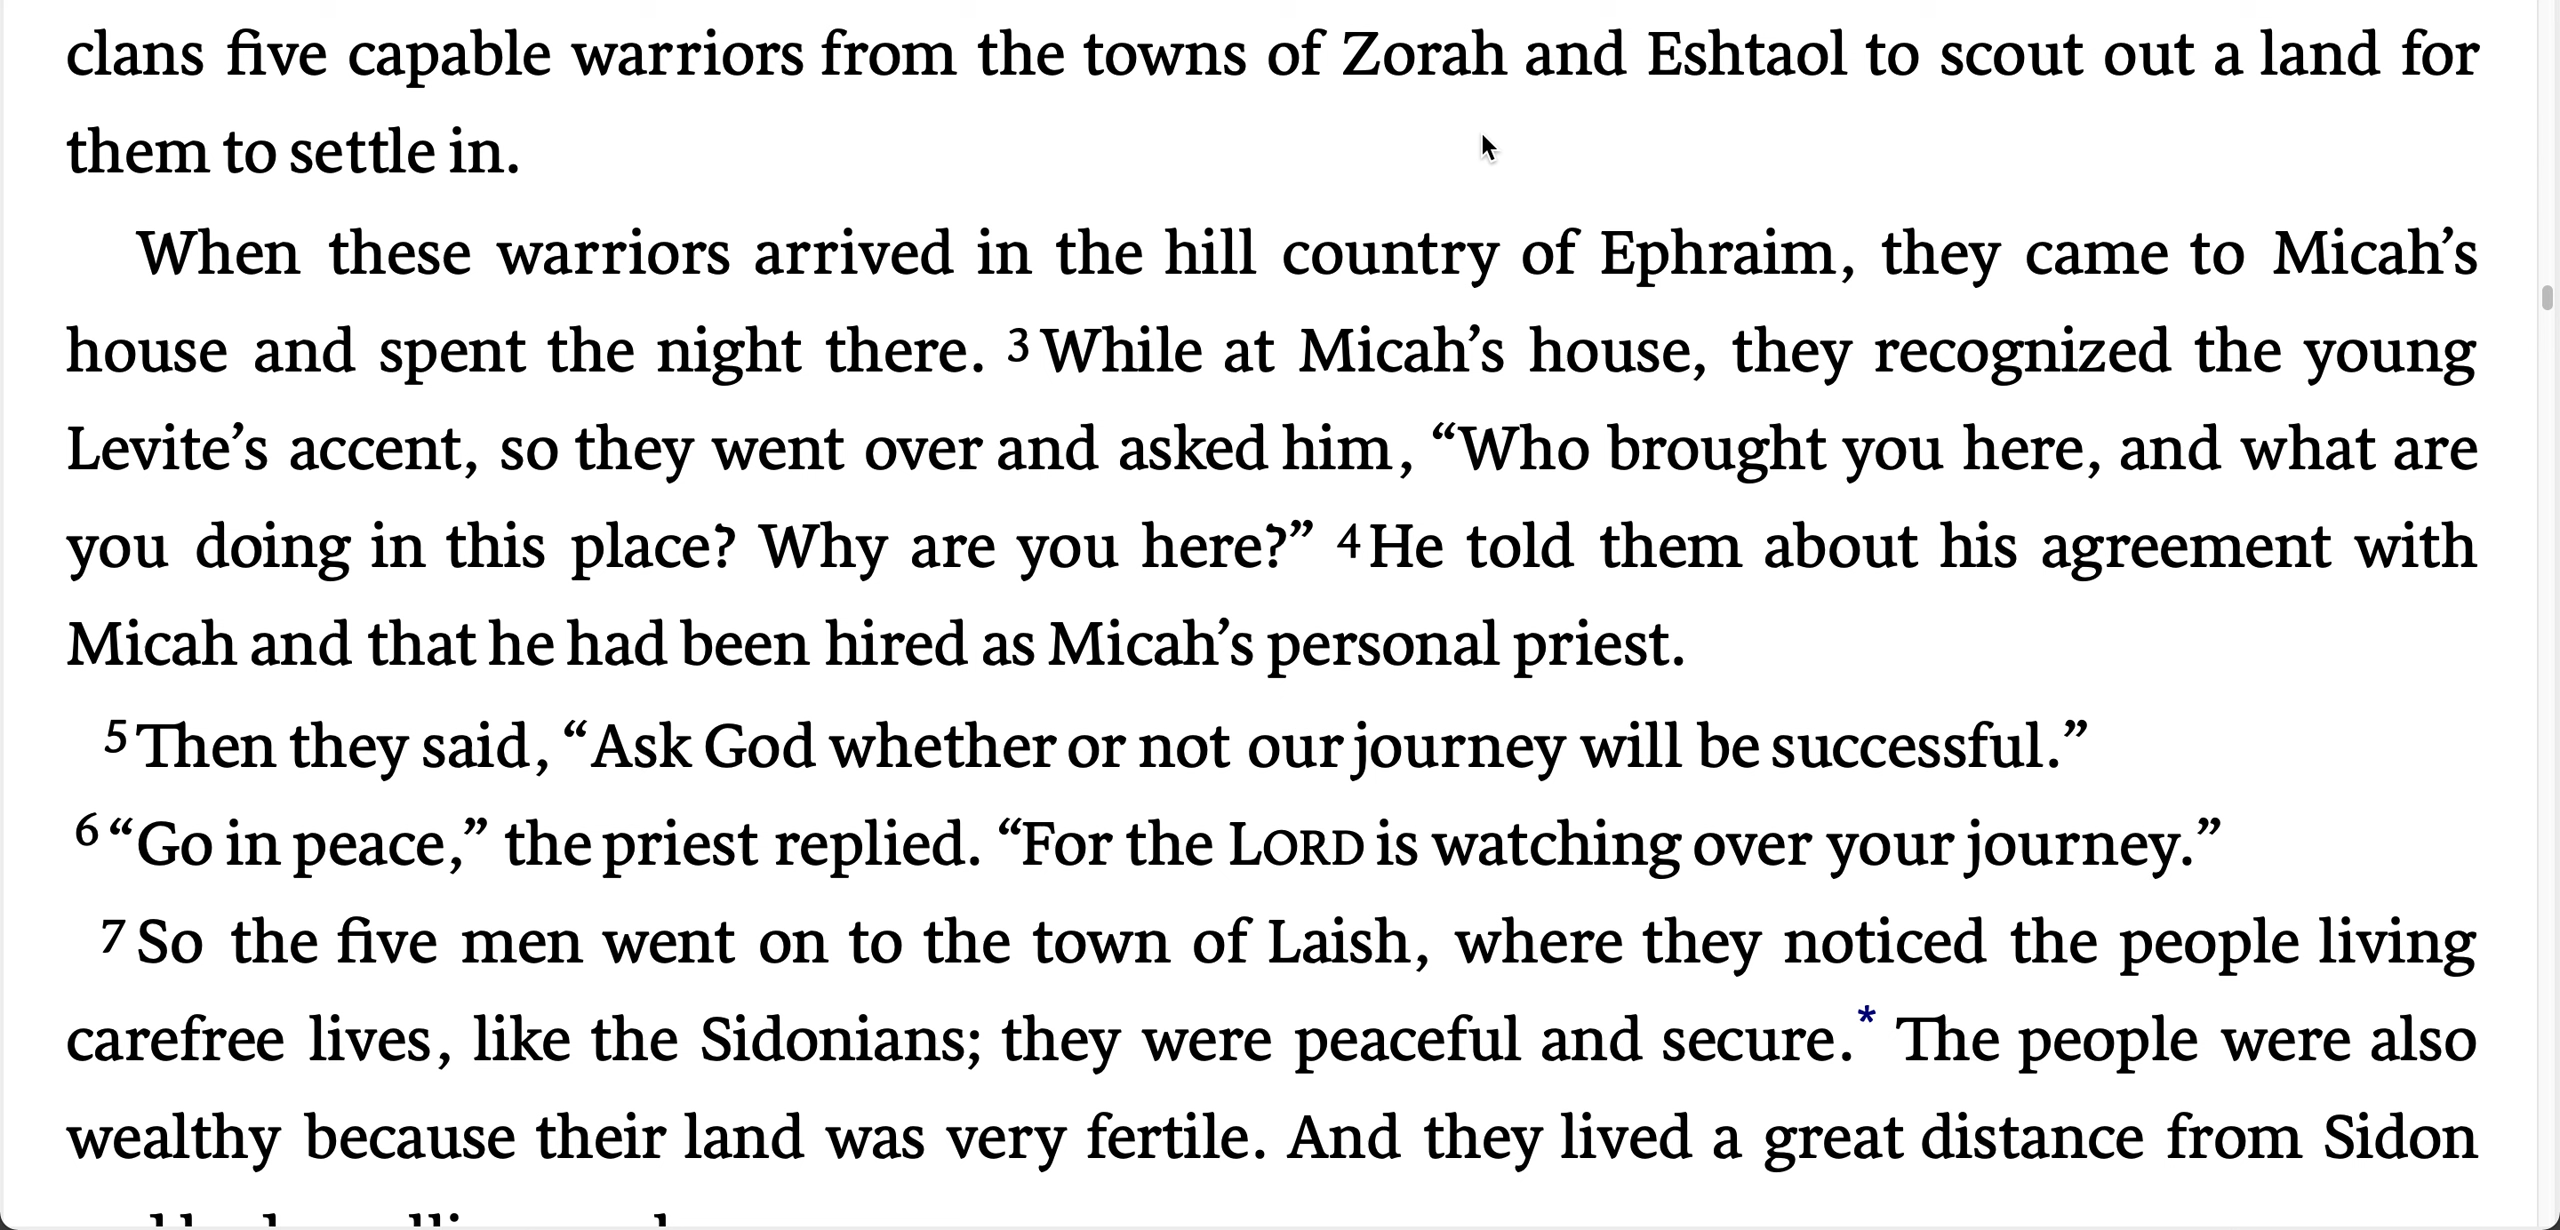 clans five capable warriors from the towns of Zorah and Eshtaol to scout out a land for
them to settle in.
When these warriors arrived in the hill country of Ephraim, they came to Micah’s
house and spent the night there. 3 While at Micah’s house, they recognized the young
Levite’s accent, so they went over and asked him, “Who brought you here, and what are
you doing in this place? Why are you here?” 4 He told them about his agreement with
Micah and that he had been hired as Micah’s personal priest.
5 Then they said, “Ask God whether or not our journey will be successful.”
6 “Go in peace,” the priest replied. “For the LORD is watching over your journey.”
7 So the five men went on to the town of Laish, where they noticed the people living
carefree lives, like the Sidonians; they were peaceful and secure.* The people were also
wealthy because their land was very fertile. And they lived a great distance from Sidon